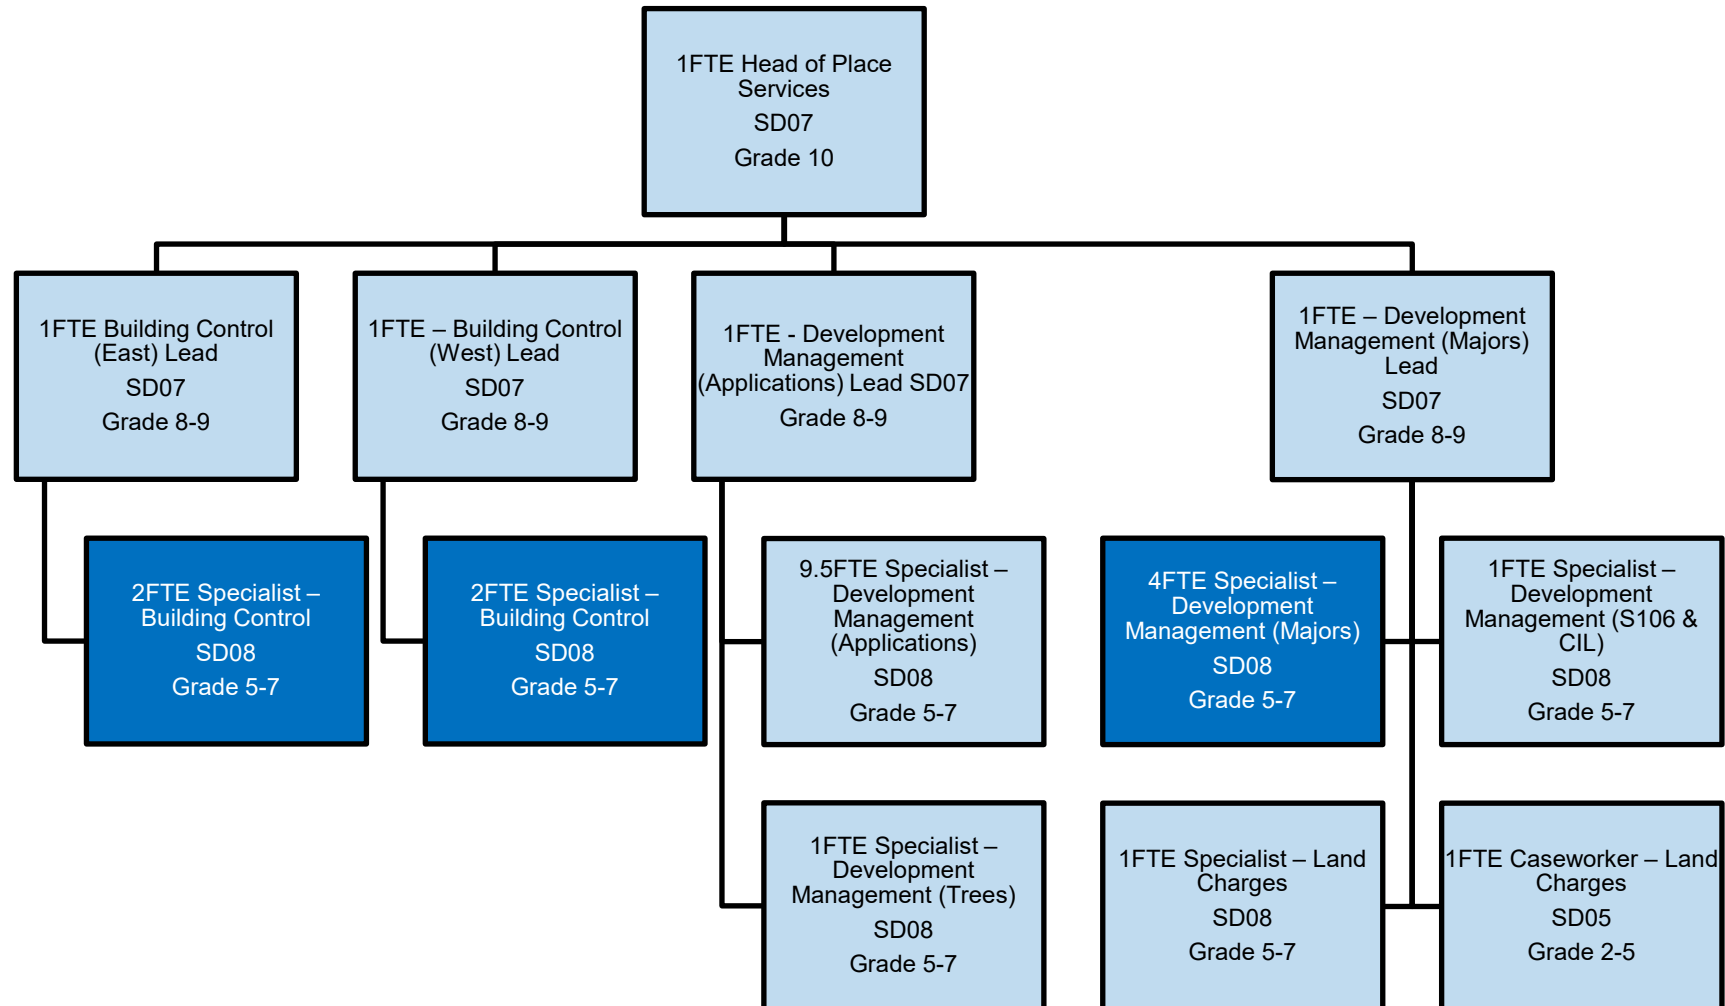 1FTE Head of Place
Services
SD07
Grade 10
1FTE Building Control
(East) Lead
SD07
Grade 8-9
1FTE – Building Control
(West) Lead
SD07
Grade 8-9
1FTE - Development
Management
(Applications) Lead SD07
Grade 8-9
1FTE – Development
Management (Majors)
Lead
SD07
Grade 8-9
2FTE Specialist –
Building Control
SD08
Grade 5-7
2FTE Specialist –
Building Control
SD08
Grade 5-7
9.5FTE Specialist –
Development
Management
(Applications)
SD08
Grade 5-7
4FTE Specialist –
Development
Management (Majors)
SD08
Grade 5-7
1FTE Specialist –
Development
Management (S106 &
CIL)
SD08
Grade 5-7
1FTE Specialist –
Development
Management (Trees)
SD08
Grade 5-7
1FTE Specialist – Land
Charges
SD08
Grade 5-7
1FTE Caseworker – Land
Charges
SD05
Grade 2-5